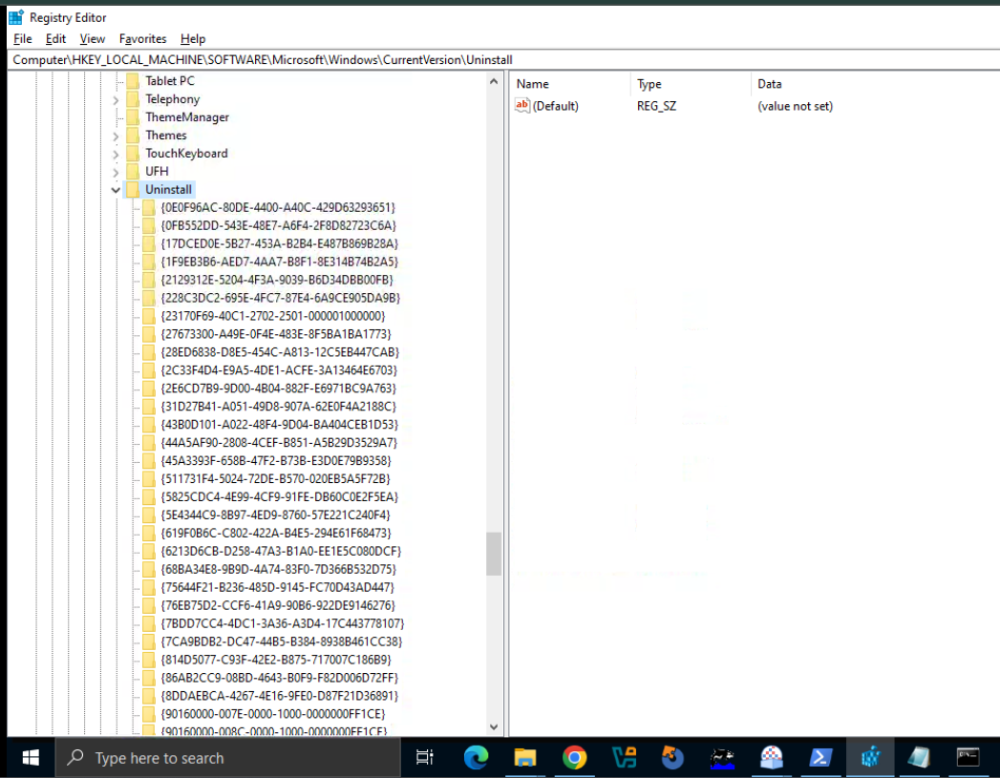 Registry Editor
File Edit View Favorites Help
Computer\HKEY_LOCAL_MACHINE\SOFTWARE\Microsoft\Windows\CurrentVersion\Uninstall
Tablet PC
Telephony
ThemeManager
Themes
TouchKeyboard
UFH
Uninstall
{0E0F96AC-80DE-4400-A40C-429D63293651}
{0FB552DD-543E-48E7-A6F4-2F8D82723C6A}
{17DCED0E-5B27-453A-B2B4-E487B869B28A}
{1F9EB3B6-AED7-4AA7-B8F1-8E314B74B2A5}
{2129312E-5204-4F3A-9039-B6D34DBB00FB}
{228C3DC2-695E-4FC7-87E4-6A9CE905DA9B}
{23170F69-40C1-2702-2501-000001000000}
{27673300-A49E-0F4E-483E-8F5BA1BA1773}
{28ED6838-D8E5-454C-A813-12C5EB447CAB}
{2C33F4D4-E9A5-4DE1-ACFE-3A13464E6703}
{2E6CD7B9-9D00-4B04-882F-E6971BC9A763}
{31D27B41-A051-49D8-907A-62E0F4A2188C}
{43B0D101-A022-48F4-9D04-BA404CEB1D53}
{44A5AF90-2808-4CEF-B851-A5B29D3529A7}
{45A3393F-658B-47F2-B73B-E3D0E79B9358}
{511731F4-5024-72DE-B570-020EB5A5F72B}
{5825CDC4-4E99-4CF9-91FE-DB60C0E2F5EA}
{5E4344C9-8B97-4ED9-8760-57E221C240F4}
{619F0B6C-C802-422A-B4E5-294E61F68473}
{6213D6CB-D258-47A3-B1A0-EE1E5C080DCF}
{68BA34E8-9B9D-4A74-83F0-7D366B532D75}
{75644F21-B236-485D-9145-FC70D43AD447}
{76EB75D2-CCF6-41A9-90B6-922DE9146276}
{7BDD7CC4-4DC1-3A36-A3D4-17C443778107}
{7CA9BDB2-DC47-44B5-B384-8938B461CC38}
{814D5077-C93F-42E2-B875-717007C186B9}
{86AB2CC9-08BD-4643-B0F9-F82D006D72FF}
{8DDAEBCA-4267-4E16-9FE0-D87F21D36891}
{90160000-007E-0000-1000-0000000FF1CE}
{90160000-008C-0000-1000-0000000FF1CE}
Name Type Data
(Default) REG_SZ (value not set)
Type here to search